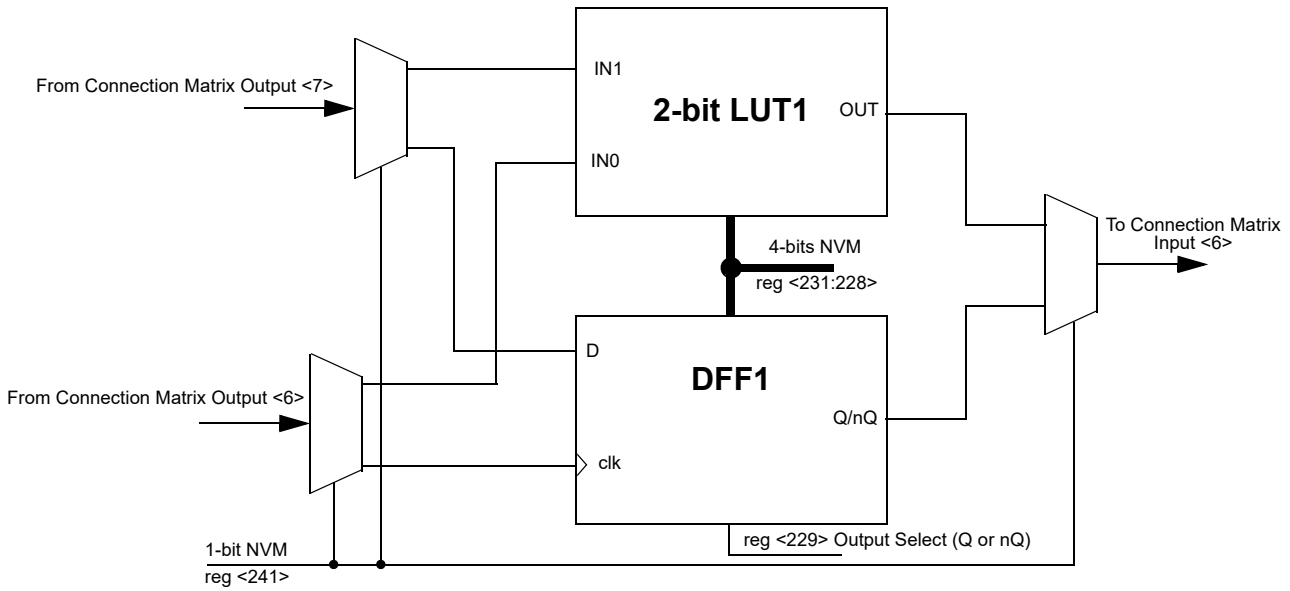 From Connection Matrix Output <7>
IN1
2-bit LUT1
OUT
IN0
To Connection Matrix
Input <6>
4-bits NVM
reg <231:228>
D
DFF1
From Connection Matrix Output <6>
Q/nQ
clk
reg <229> Output Select (Q or nQ)
1-bit NVM
reg <241>